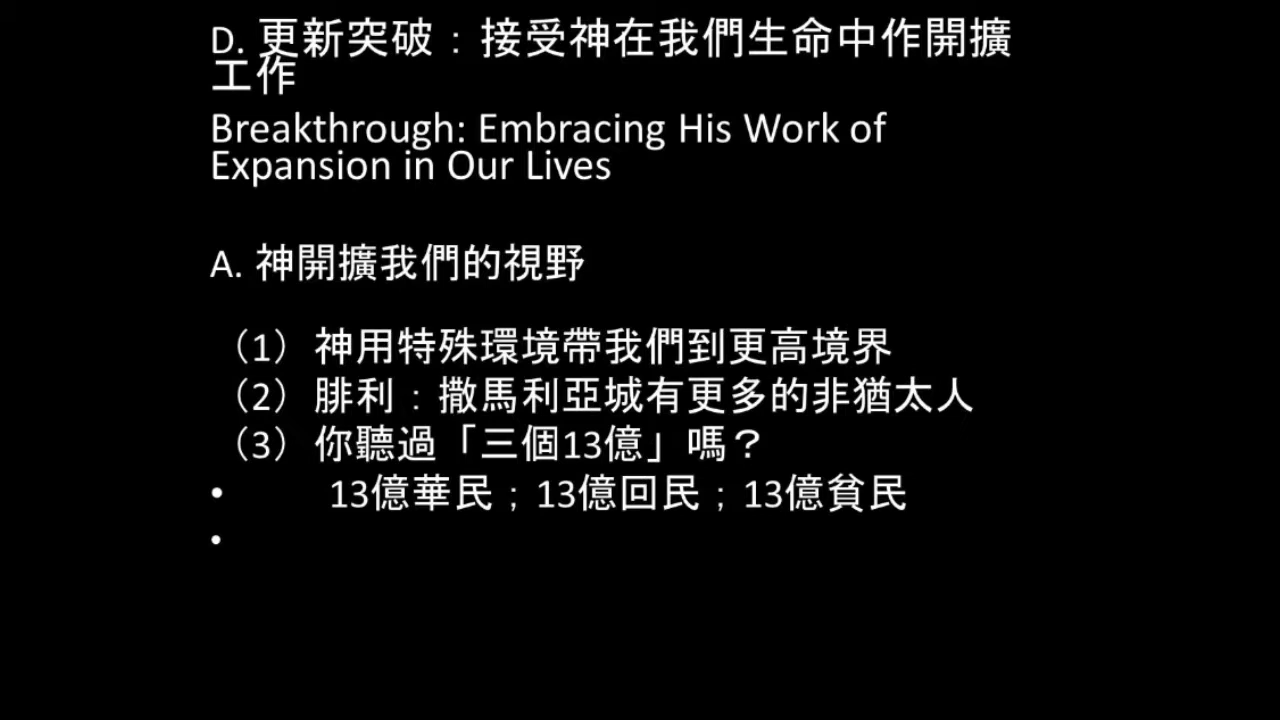 D. 更新突破：接受神在我們生命中作開擴
工作
Breakthrough: Embracing His Work of
Expansion in Our Lives
A. 神開擴我們的視野
（1）神用特殊環境帶我們到更高境界
（2）腓利：撒馬利亞城有更多的非猶太人
（3）你聽過「三個13億」嗎？
• 13億華民；13億回民；13億貧民
•